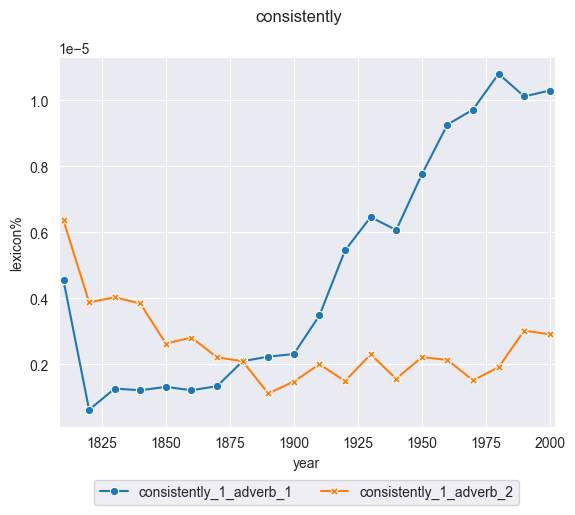 consistently
1e−5
1.0
0.8
0.6
0.4
0.2
lexicon%
1825 1850 1875 1900 1925 1950 1975 2000
year
consistently_1_adverb_1 consistently_1_adverb_2